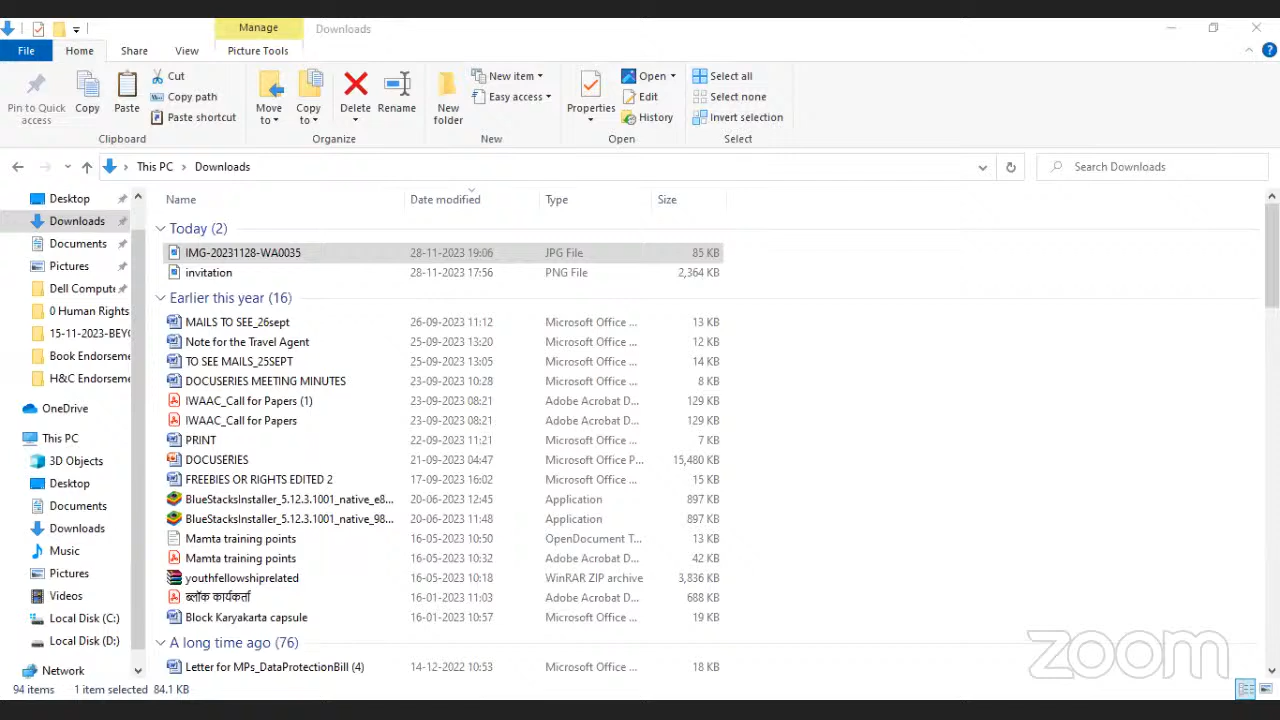 Manage Downloads
File Home Share View Picture Tools
Pin to Quick access
Copy
Paste
Cut
Copy path
Paste shortcut
Clipboard
Move to
Copy to
Delete
Rename
Organize
New folder
New item
Easy access
New
Properties
Open
Edit
History
Open
Select all
Select none
Invert selection
Select
This PC > Downloads
Search Downloads
Desktop
Downloads
Documents
Pictures
Dell Compute
0 Human Rights
15-11-2023-BEYO
Book Endorseme
H&C Endorseme
OneDrive
This PC
3D Objects
Desktop
Documents
Downloads
Music
Pictures
Videos
Local Disk (C:)
Local Disk (D:)
Network
Name Date modified Type Size
Today (2)
IMG-20231128-WA0035 28-11-2023 19:06 JPG File 85 KB
invitation 28-11-2023 17:56 PNG File 2,364 KB
Earlier this year (16)
MAILS TO SEE_26sept 26-09-2023 11:12 Microsoft Office ... 13 KB
Note for the Travel Agent 25-09-2023 13:20 Microsoft Office ... 12 KB
TO SEE MAILS_25SEPT 25-09-2023 13:05 Microsoft Office ... 14 KB
DOCUSERIES MEETING MINUTES 23-09-2023 10:28 Microsoft Office ... 8 KB
IWAAC_Call for Papers (1) 23-09-2023 08:21 Adobe Acrobat D... 129 KB
IWAAC_Call for Papers 23-09-2023 08:21 Adobe Acrobat D... 129 KB
PRINT 22-09-2023 11:21 Microsoft Office ... 7 KB
DOCUSERIES 21-09-2023 04:47 Microsoft Office P... 15,480 KB
FREEBIES OR RIGHTS EDITED 2 17-09-2023 16:02 Microsoft Office ... 15 KB
BlueStacksInstaller_5.12.3.1001_native_e8... 20-06-2023 12:45 Application 897 KB
BlueStacksInstaller_5.12.3.1001_native_98... 20-06-2023 11:48 Application 897 KB
Mamta training points 16-05-2023 10:50 OpenDocument T... 13 KB
Mamta training points 16-05-2023 10:32 Adobe Acrobat D... 42 KB
youthfellowshiprelated 16-05-2023 10:18 WinRAR ZIP archive 3,836 KB
ब्लॉक कार्यकर्ता 16-01-2023 11:03 Adobe Acrobat D... 688 KB
Block Karyakarta capsule 16-01-2023 10:57 Microsoft Office ... 19 KB
A long time ago (76)
Letter for MPs_DataProtectionBill (4) 14-12-2022 10:53 Microsoft Office ... 18 KB
zoom
94 items 1 item selected 84.1 KB